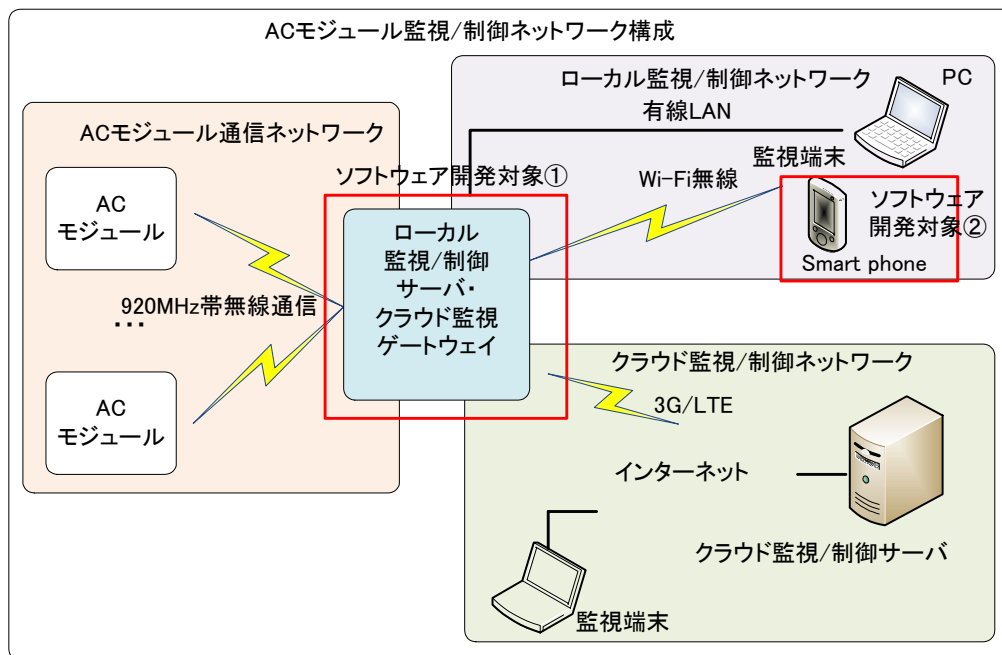 ACモジュール監視/制御ネットワーク構成
ACモジュール通信ネットワーク
AC
モジュール
920MHz帯無線通信
...
AC
モジュール
ソフトウェア開発対象①
ローカル
監視/制御
サーバ・
クラウド監視
ゲートウェイ
ローカル監視/制御ネットワーク
有線LAN
PC
監視端末
Wi-Fi無線
ソフトウェア
開発対象②
Smart phone
クラウド監視/制御ネットワーク
3G/LTE
インターネット
クラウド監視/制御サーバ
監視端末